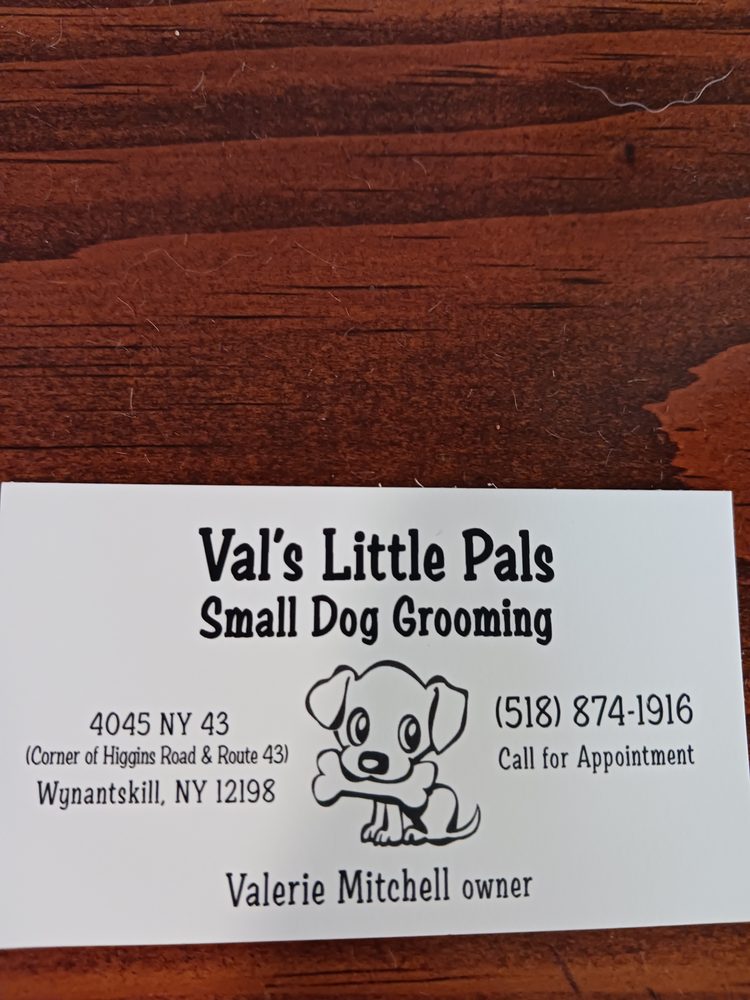 Val's Little Pals
Small Dog Grooming
4045 NY 43
(Corner of Higgins Road & Route 43)
Wynantskill, NY 12198
(518) 874-1916
Call for Appointment
Valerie Mitchell owner